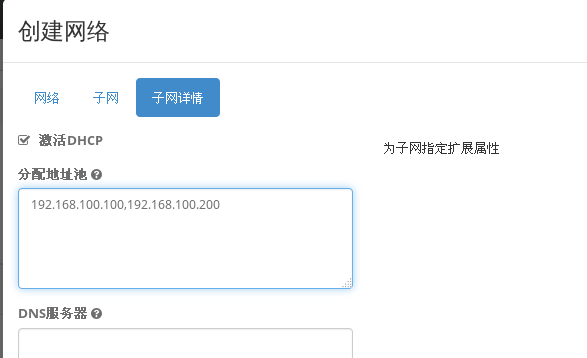 创建网络
网络 子网 子网详情
激活DHCP
为子网指定扩展属性
分配地址池
192.168.100.100,192.168.100.200
DNS服务器